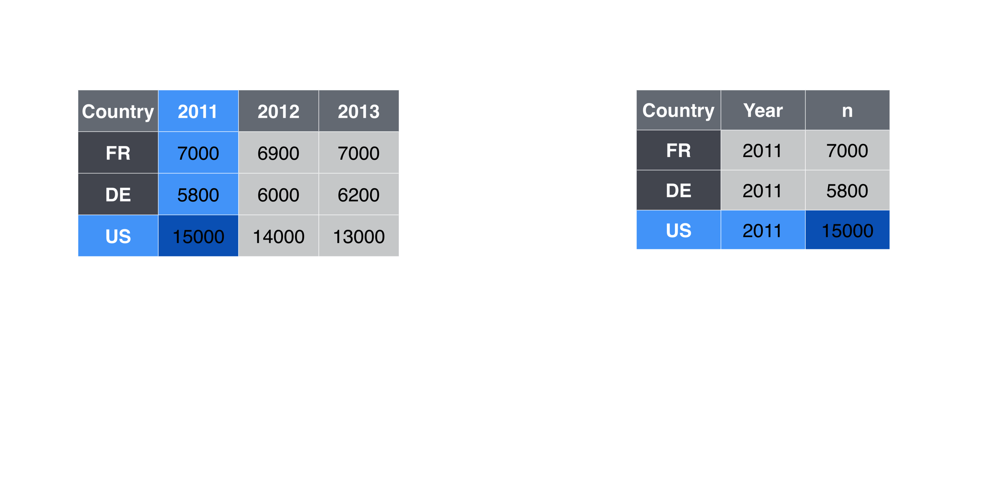 Country 2011 2012 2013
FR 7000 6900 7000
DE 5800 6000 6200
US 15000 14000 13000
Country Year n
FR 2011 7000
DE 2011 5800
US 2011 15000